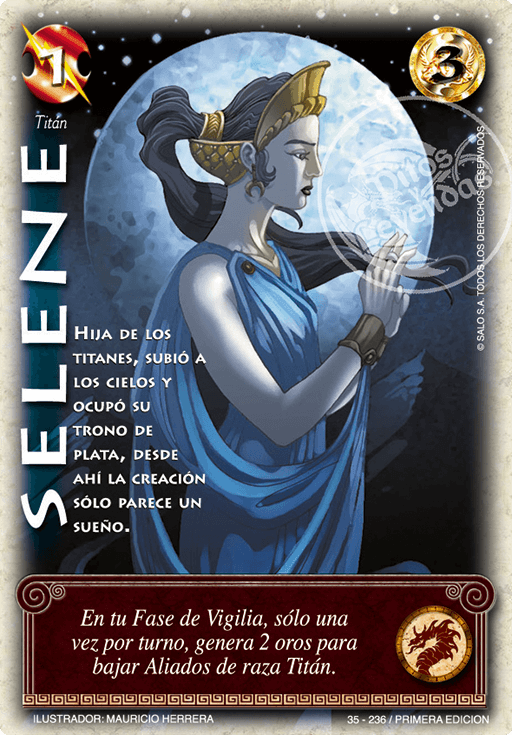 1
3
Titán
SELENE
Mitos y Leyendas
© SALO S.A. TODOS LOS DERECHOS RESERVADOS
HIJA DE LOS
TITANES, SUBIÓ A
LOS CIELOS Y
OCUPÓ SU
TRONO DE
PLATA, DESDE
AHÍ LA CREACIÓN
SÓLO PARECE UN
SUEÑO.
En tu Fase de Vigilia, sólo una
vez por turno, genera 2 oros para
bajar Aliados de raza Titán.
ILUSTRADOR: MAURICIO HERRERA
35 - 236 / PRIMERA EDICION